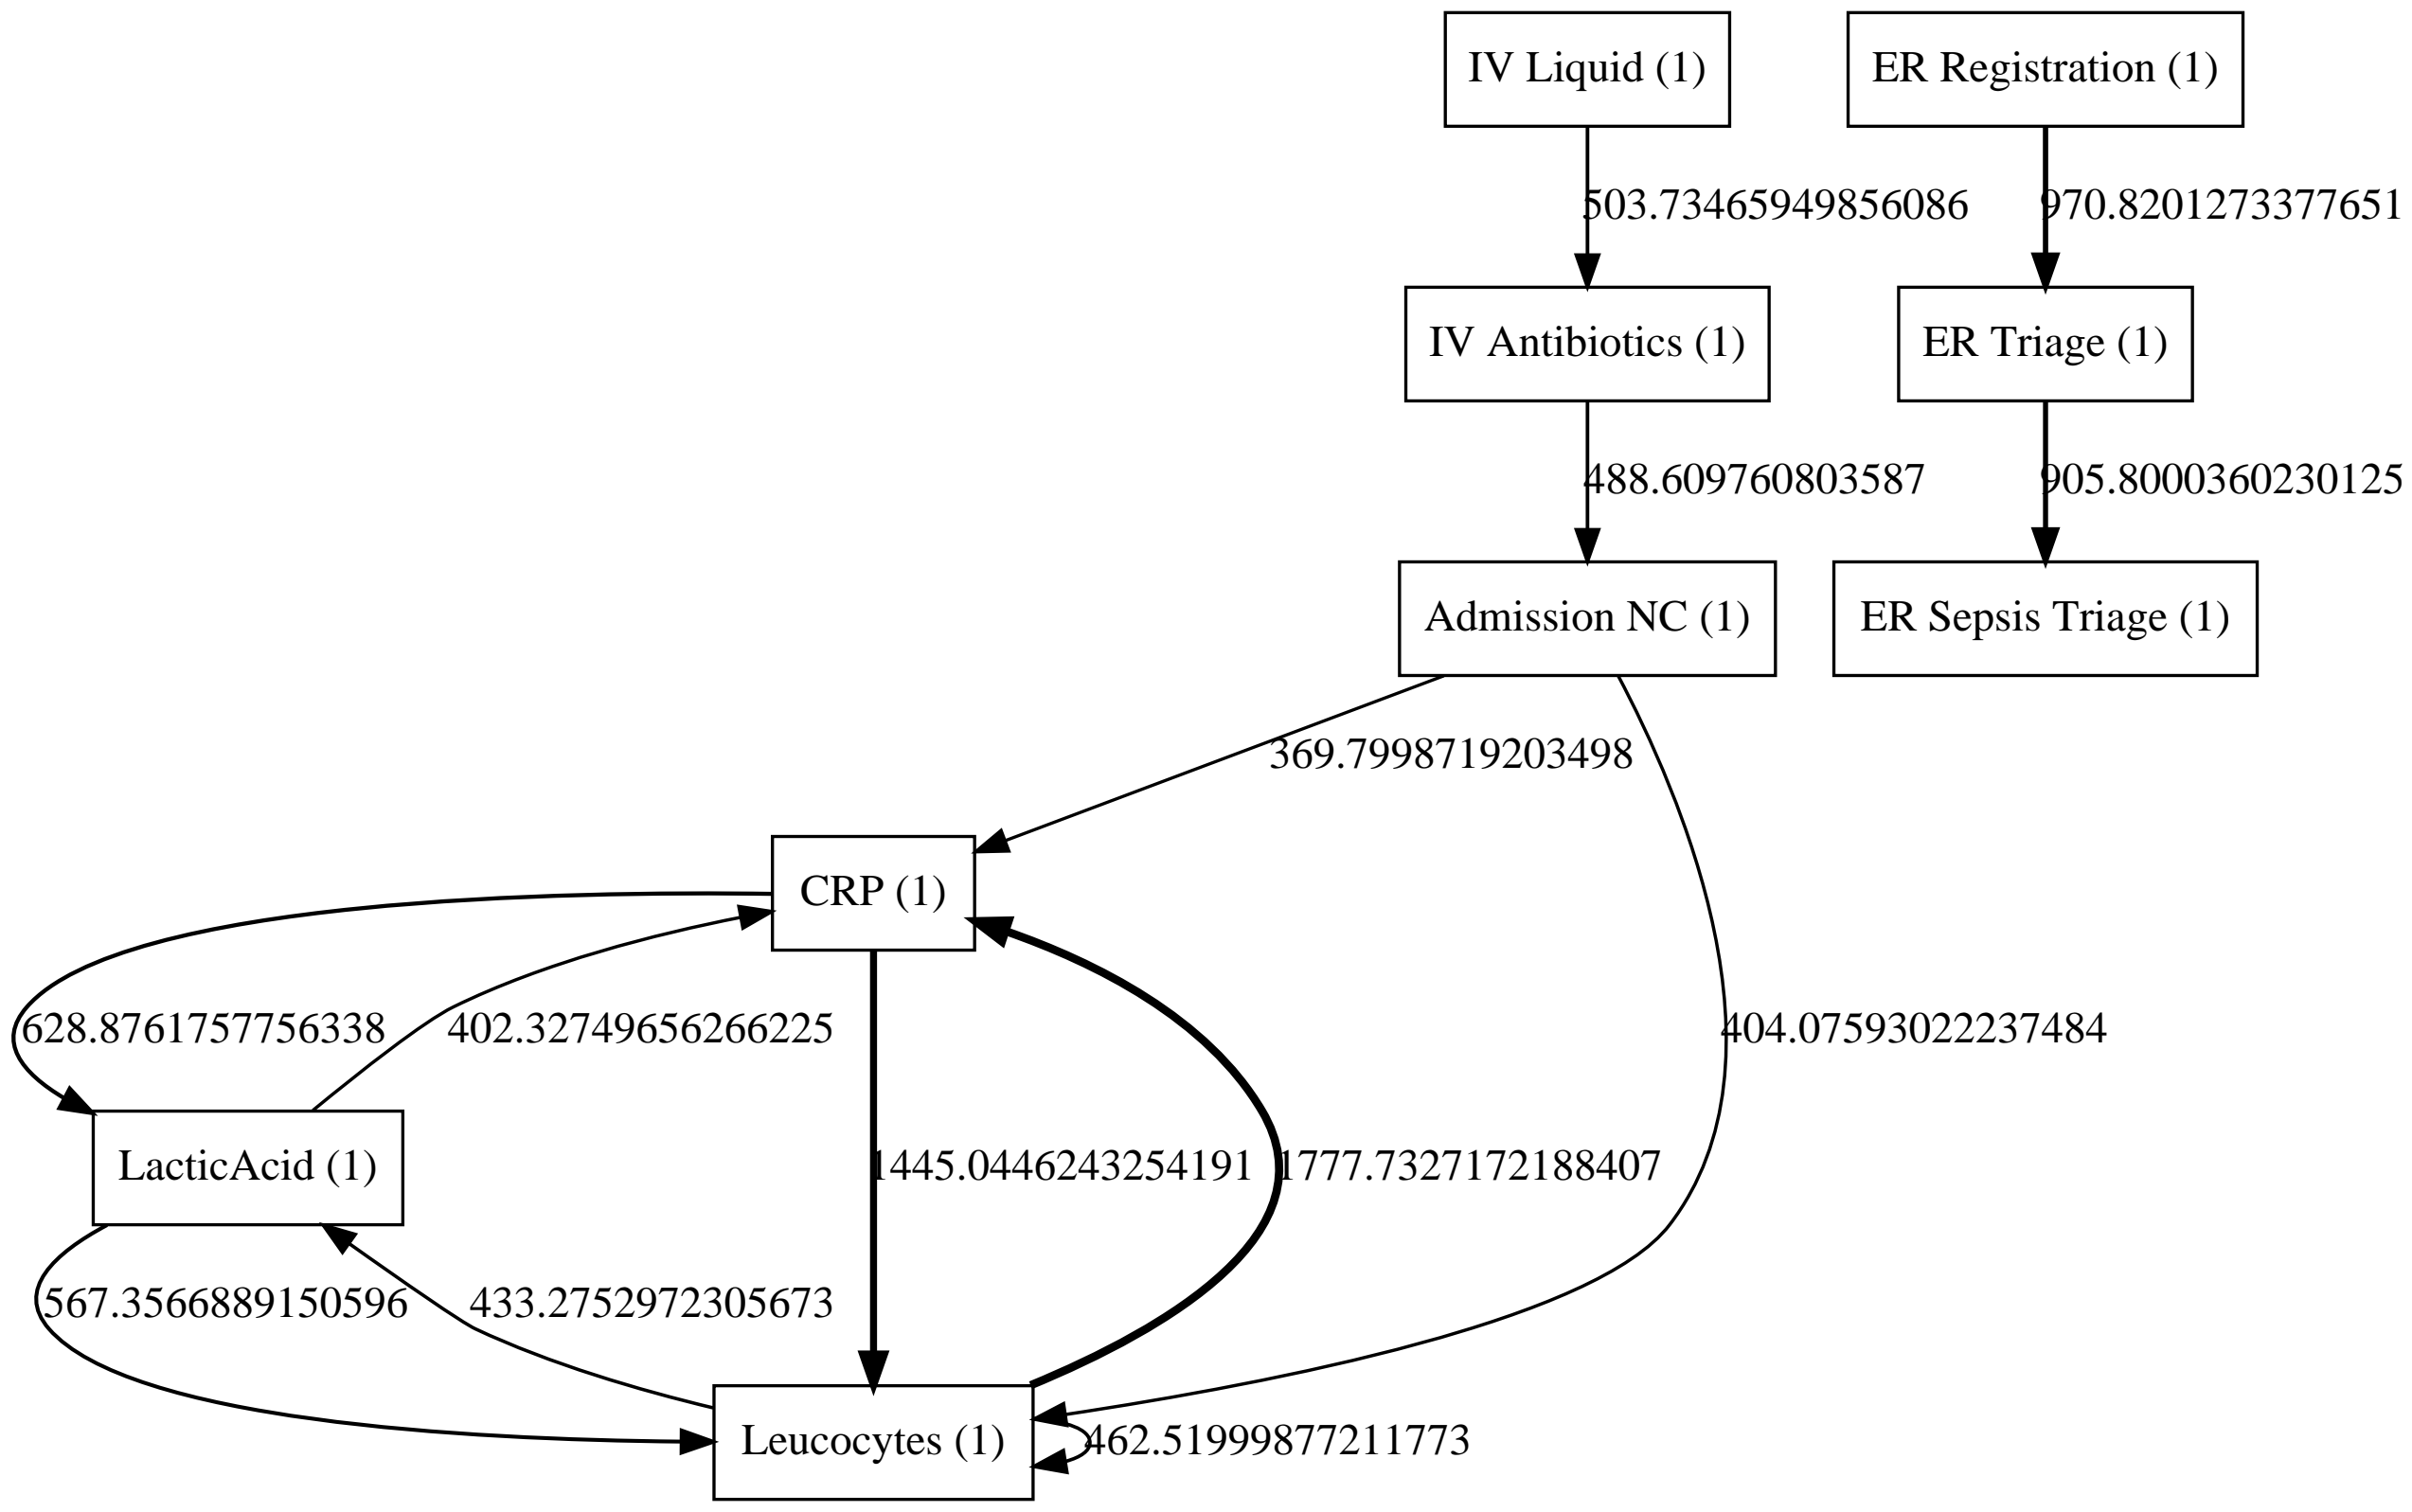 IV Liquid (1)
ER Registration (1)
503.73465949856086
970.8201273377651
IV Antibiotics (1)
ER Triage (1)
488.609760803587
905.8000360230125
Admission NC (1)
ER Sepsis Triage (1)
369.7998719203498
CRP (1)
628.8761757756338
402.32749656266225
404.07593022237484
LacticAcid (1)
1445.0446243254191
1777.7327172188407
567.3566889150596
433.2752972305673
Leucocytes (1)
462.51999877211773